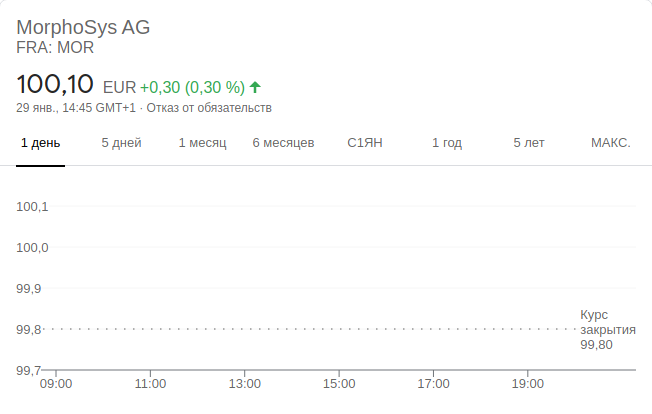 MorphoSys AG
FRA: MOR
100,10 EUR +0,30 (0,30 %)
29 янв., 14:45 GMT+1 · Отказ от обязательств
1 день 5 дней 1 месяц 6 месяцев С1ЯН 1 год 5 лет МАКС.
100,1
100,0
99,9
99,8
Курс
закрытия
99,80
99,7
09:00 11:00 13:00 15:00 17:00 19:00